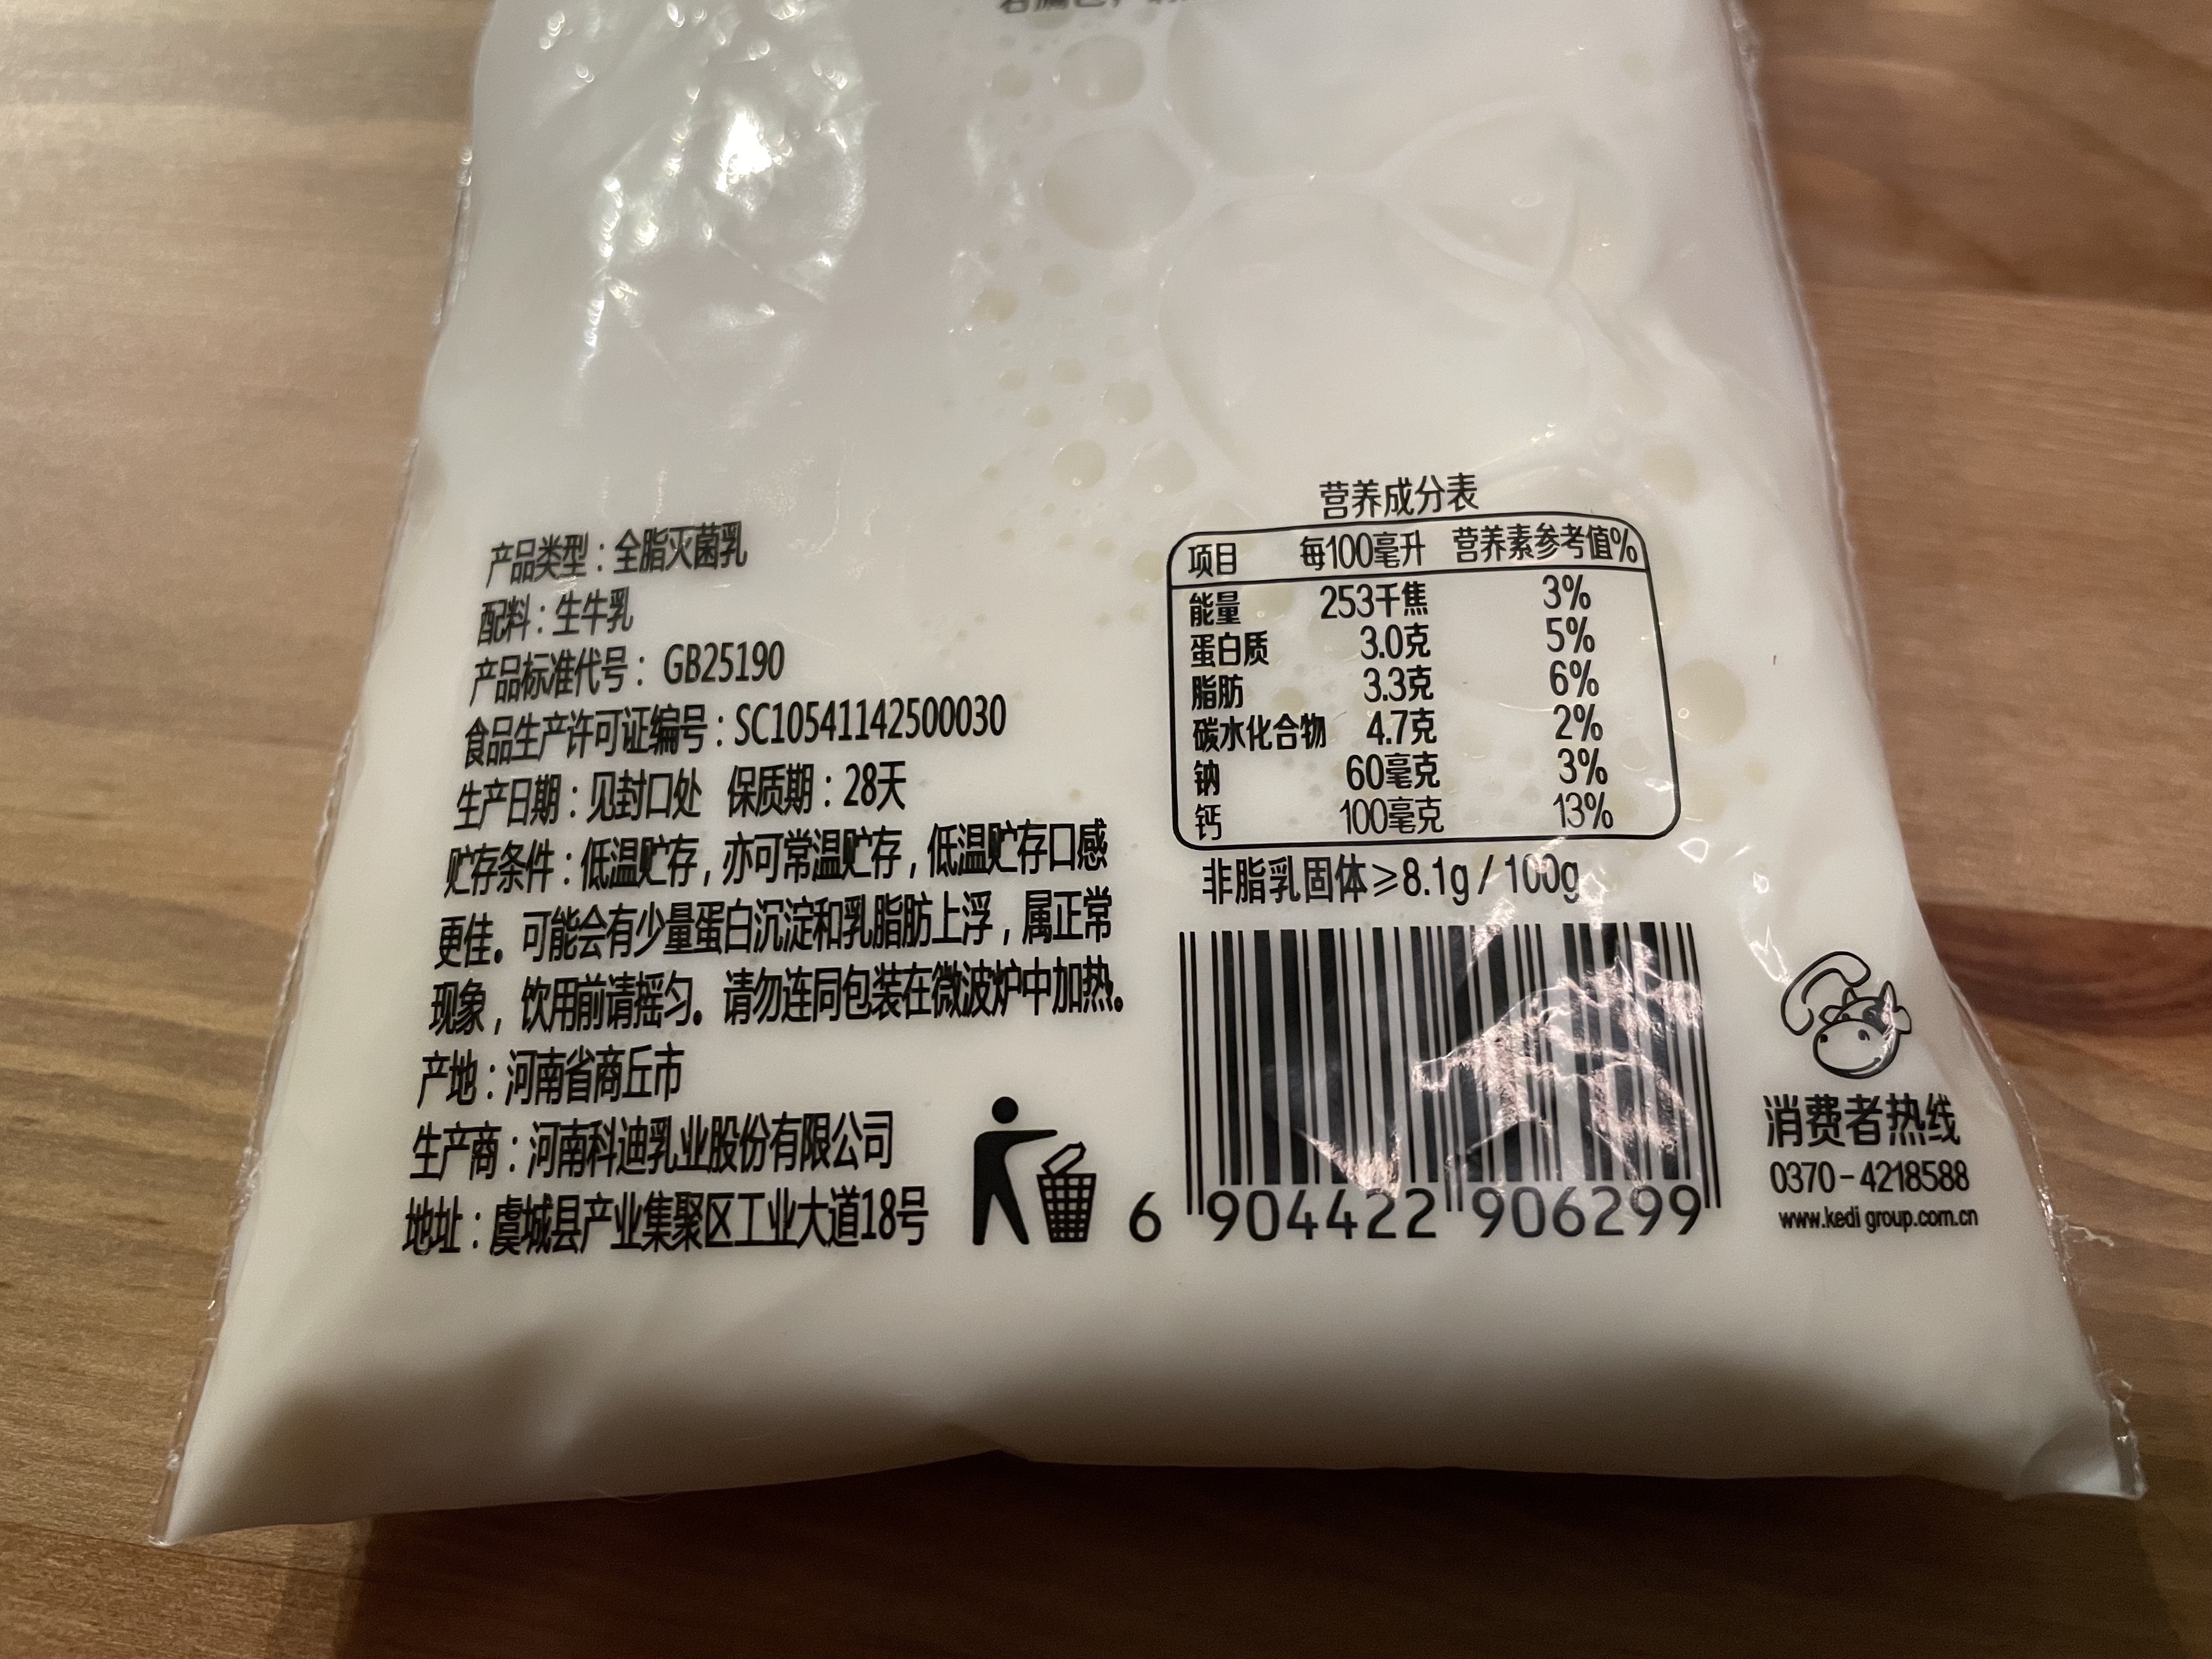 产品类型：全脂灭菌乳
配料：生牛乳
产品标准代号：GB25190
食品生产许可证编号：SC10541142500030
生产日期：见封口处 保质期：28天
贮存条件：低温贮存，亦可常温贮存，低温贮存口感
更佳。可能会有少量蛋白沉淀和乳脂肪上浮，属正常
现象，饮用前请摇匀。请勿连同包装在微波炉中加热。
产地：河南省商丘市
生产商：河南科迪乳业股份有限公司
地址：虞城县产业集聚区工业大道18号
营养成分表
项目 每100毫升 营养素参考值%
能量 253千焦 3%
蛋白质 3.0克 5%
脂肪 3.3克 6%
碳水化合物 4.7克 2%
钠 60毫克 3%
钙 100毫克 13%
非脂乳固体≥8.1g/100g
6 904422 906299
消费者热线
0370-4218588
www.kedi group.com.cn